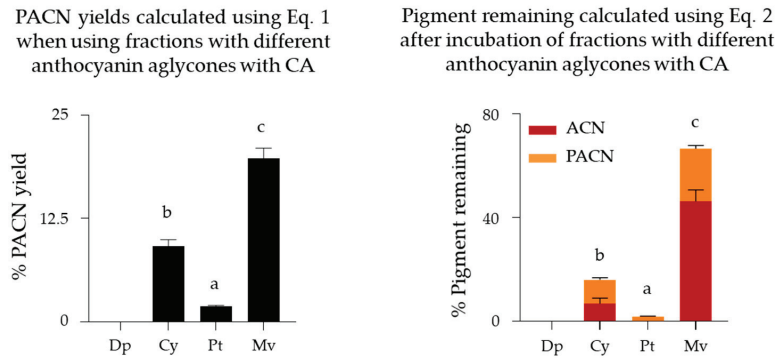 PACN yields calculated using Eq. 1
when using fractions with different
anthocyanin aglycones with CA
25
12.5
0
% PACN yield
b
a
c
Dp Cy Pt Mv
Pigment remaining calculated using Eq. 2
after incubation of fractions with different
anthocyanin aglycones with CA
80
40
0
% Pigment remaining
ACN
PACN
b
a
c
Dp Cy Pt Mv